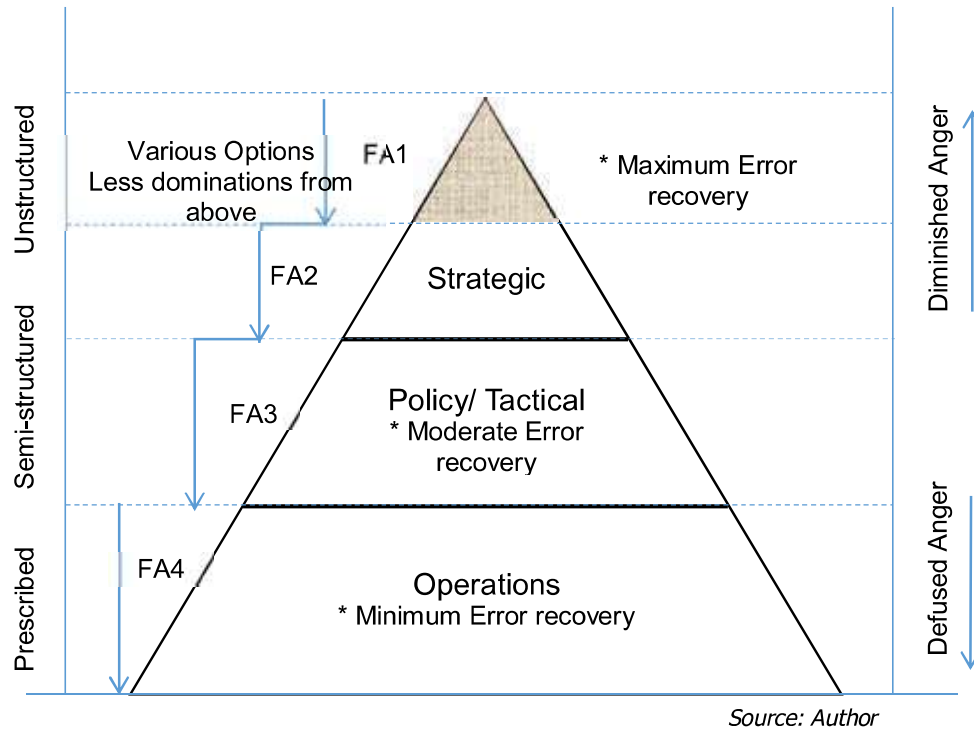 Unstructured
Various Options
Less dominations from
above
FA1
* Maximum Error
recovery
Diminished Anger
FA2
Strategic
Semi-structured
FA3
Policy/ Tactical
* Moderate Error
recovery
Prescribed
FA4
Operations
* Minimum Error recovery
Defused Anger
Source: Author